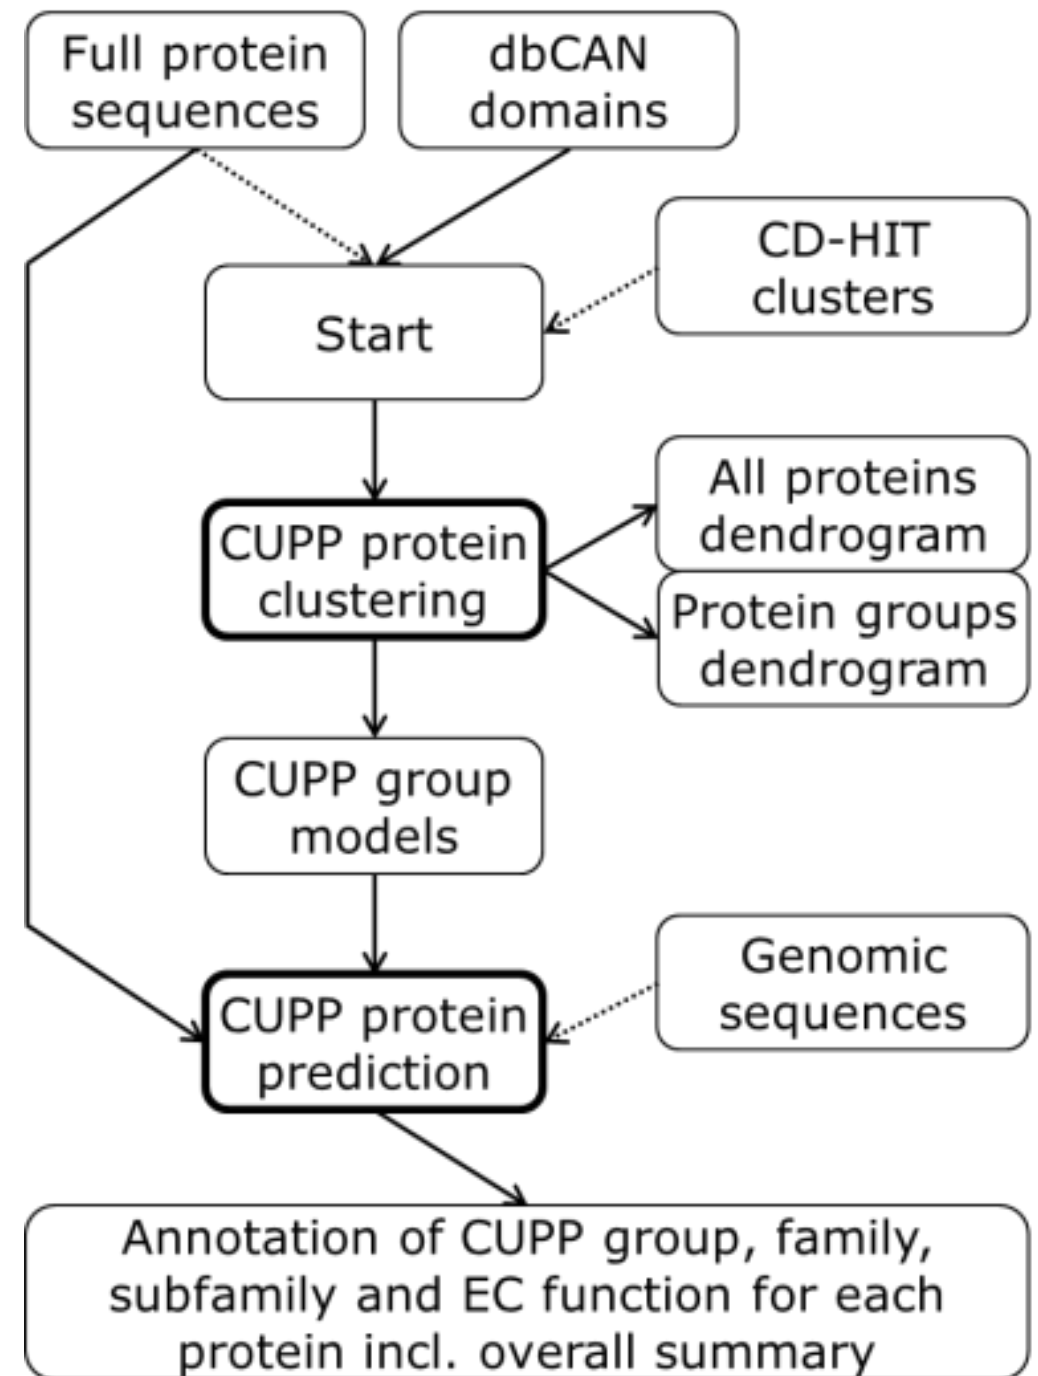 Full protein
sequences
dbCAN
domains
CD-HIT
clusters
Start
All proteins
dendrogram
CUPP protein
clustering
Protein groups
dendrogram
CUPP group
models
Genomic
sequences
CUPP protein
prediction
Annotation of CUPP group, family,
subfamily and EC function for each
protein incl. overall summary